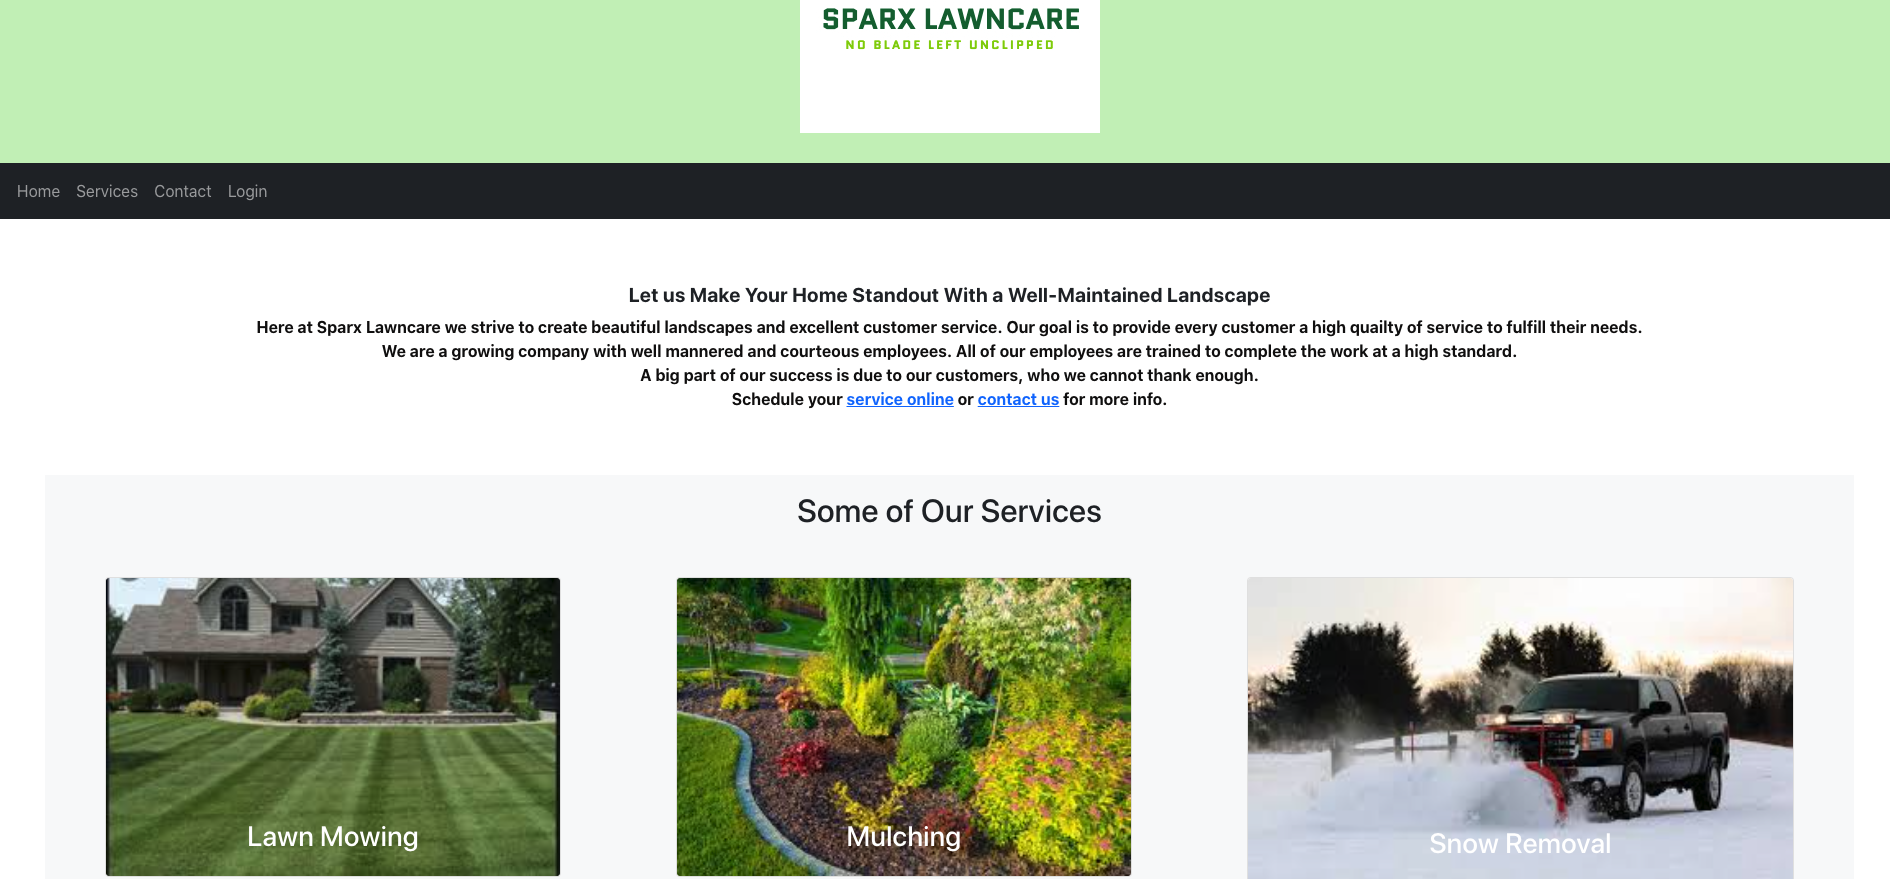 SPARX LAWNCARE
NO BLADE LEFT UNCLIPPED
Home Services Contact Login
Let us Make Your Home Standout With a Well-Maintained Landscape
Here at Sparx Lawncare we strive to create beautiful landscapes and excellent customer service. Our goal is to provide every customer a high quailty of service to fulfill their needs.
We are a growing company with well mannered and courteous employees. All of our employees are trained to complete the work at a high standard.
A big part of our success is due to our customers, who we cannot thank enough.
Schedule your service online or contact us for more info.
Some of Our Services
Lawn Mowing
Mulching
Snow Removal